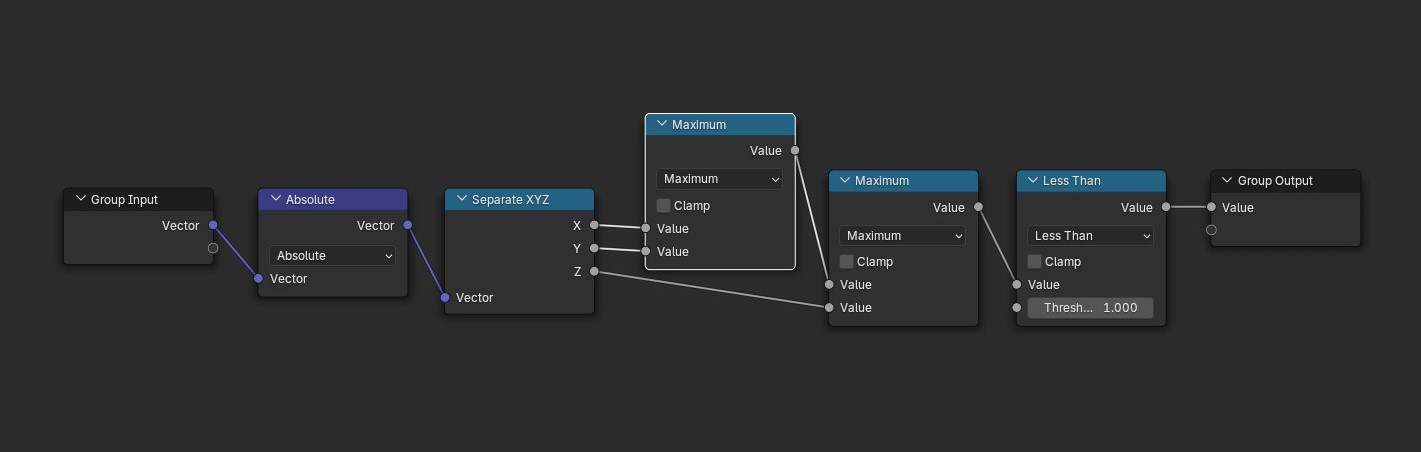 Group Input
Vector
Absolute
Vector
Absolute
Vector
Separate XYZ
X
Y
Z
Vector
Maximum
Value
Maximum
Clamp
Value
Value
Maximum
Value
Maximum
Clamp
Value
Value
Less Than
Value
Less Than
Clamp
Value
Thresh... 1.000
Group Output
Value